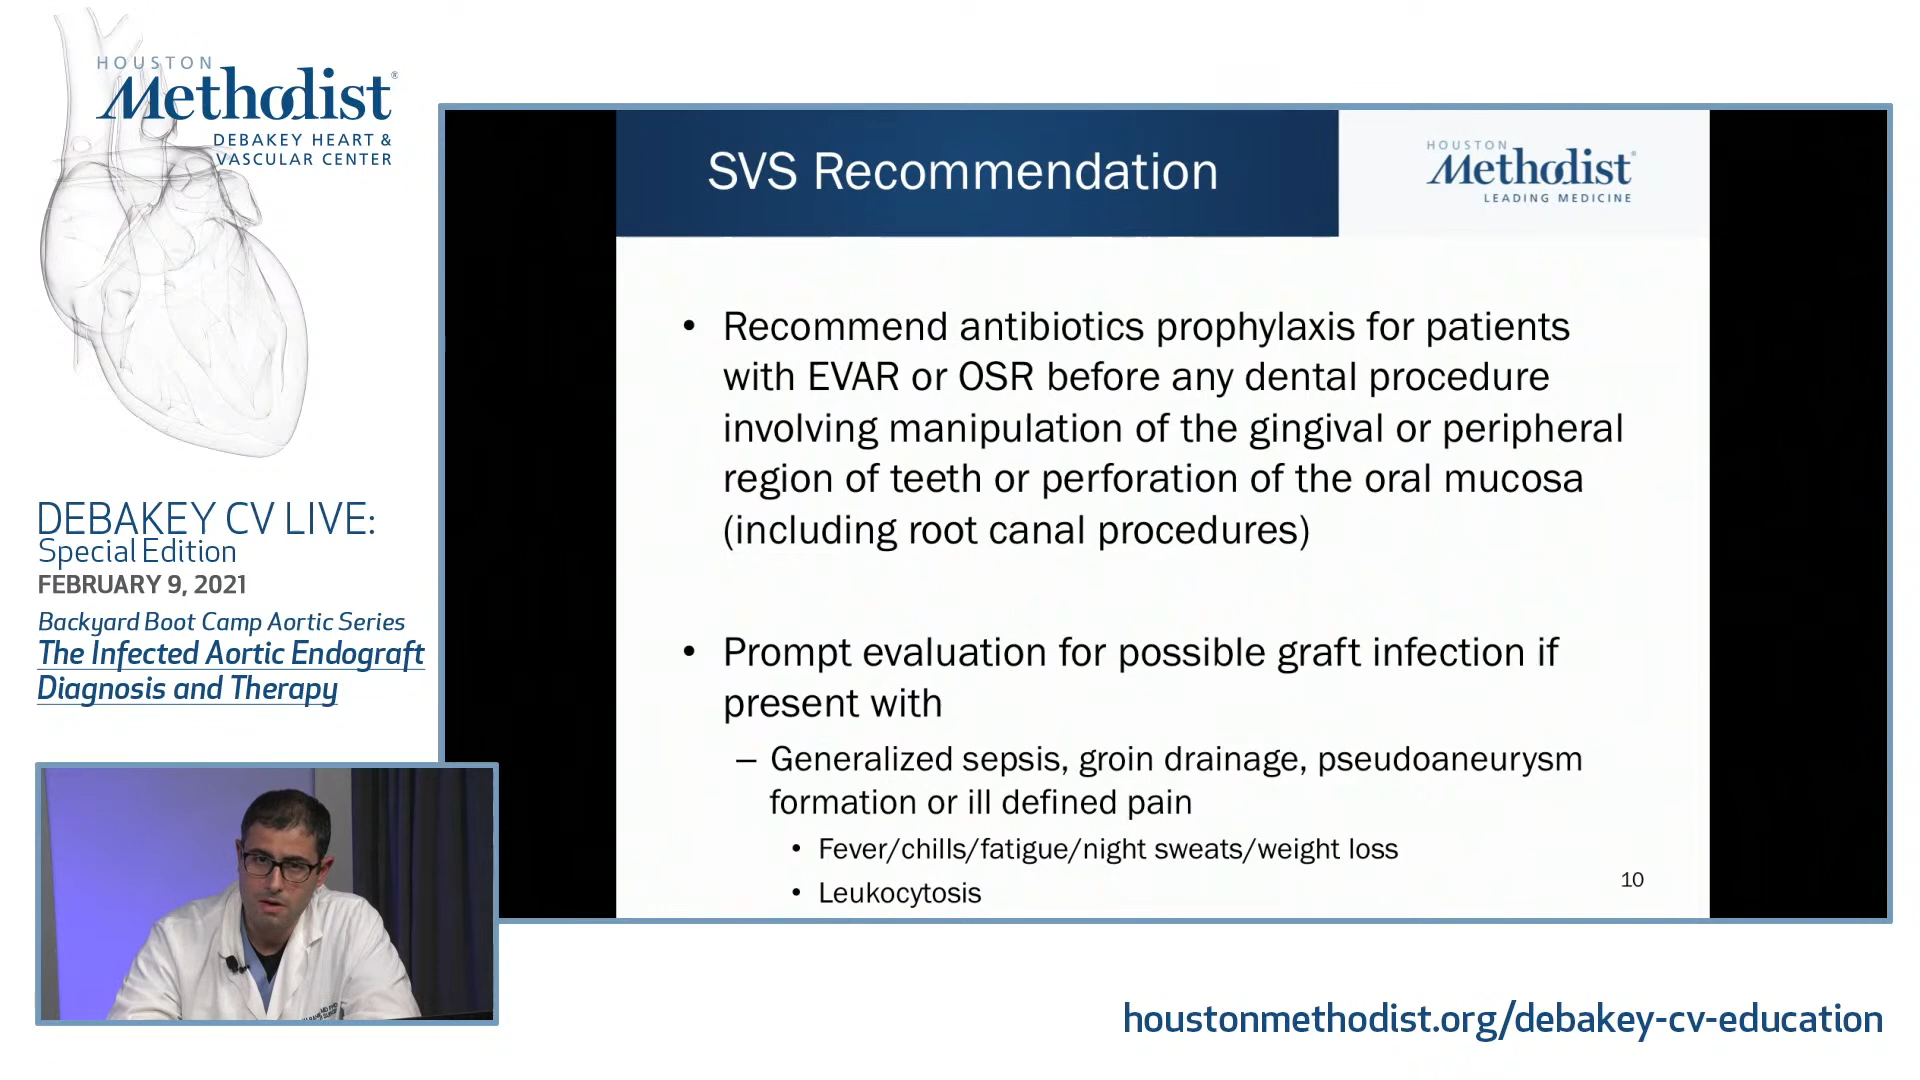 HOUSTON
Methodist®
DEBAKEY HEART &
VASCULAR CENTER
DEBAKEY CV LIVE:
Special Edition
FEBRUARY 9, 2021
Backyard Boot Camp Aortic Series
The Infected Aortic Endograft
Diagnosis and Therapy
SVS Recommendation
HOUSTON
Methodist®
LEADING MEDICINE
• Recommend antibiotics prophylaxis for patients
with EVAR or OSR before any dental procedure
involving manipulation of the gingival or peripheral
region of teeth or perforation of the oral mucosa
(including root canal procedures)
• Prompt evaluation for possible graft infection if
present with
– Generalized sepsis, groin drainage, pseudoaneurysm
formation or ill defined pain
• Fever/chills/fatigue/night sweats/weight loss
• Leukocytosis
10
houstonmethodist.org/debakey-cv-education